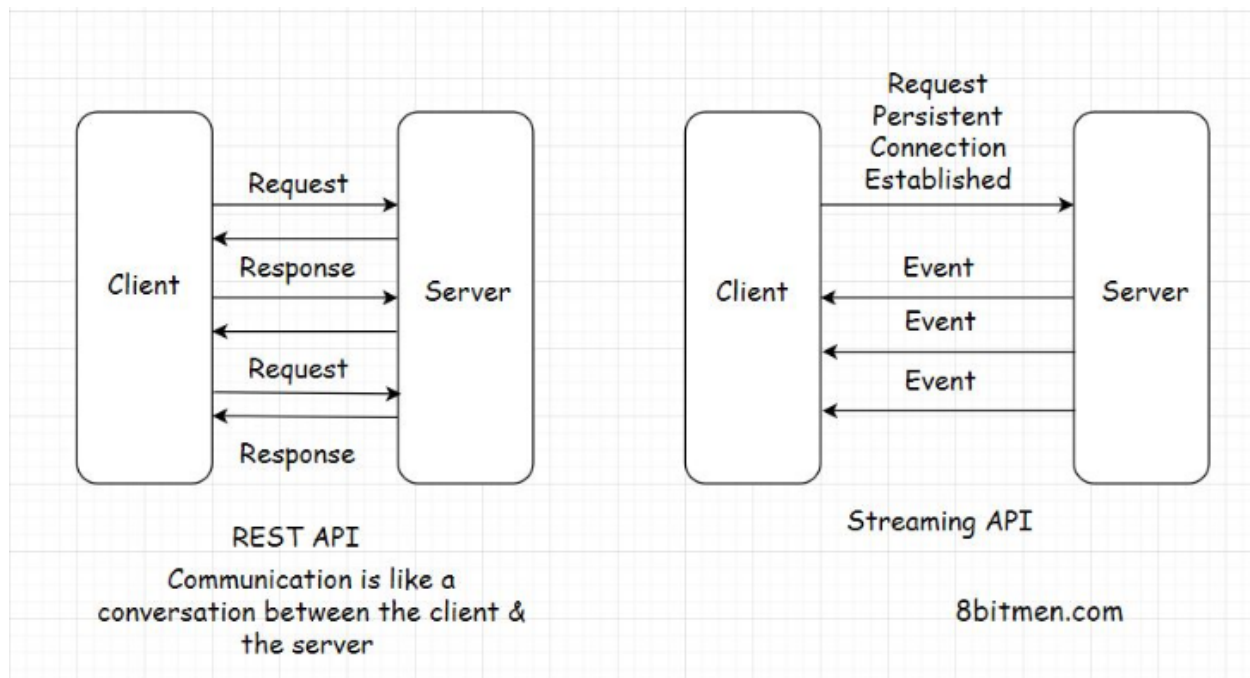 Client
Request
Response
Request
Response
Server
REST API
Communication is like a
conversation between the client &
the server
Request
Persistent
Connection
Established
Client
Event
Event
Event
Server
Streaming API
8bitmen.com